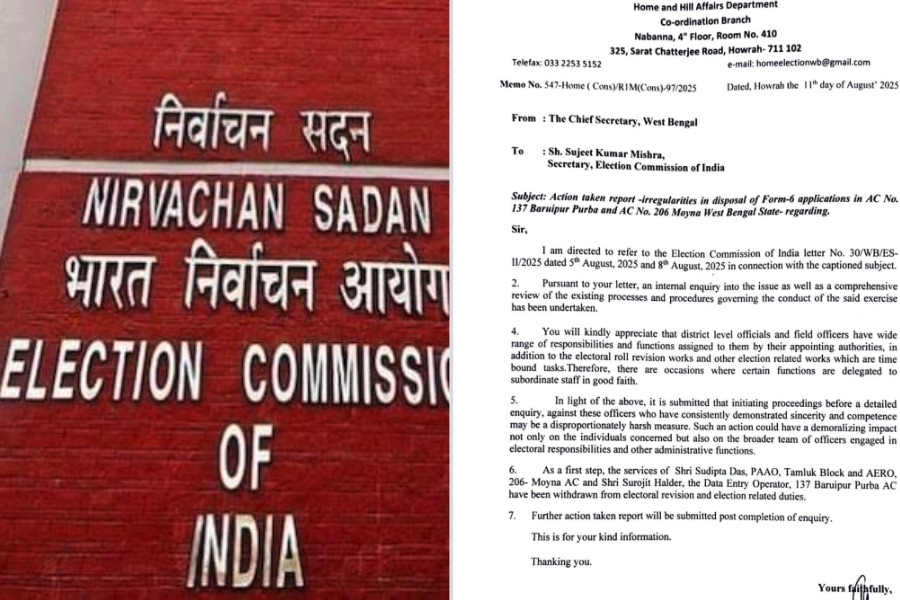 निर्वाचन सदन
NIRVACHAN SADAN
भारत निर्वाचन आयोग
ELECTION COMMISSIO
OF
INDIA
Home and Hill Affairs Department
Co-ordination Branch
Nabanna, 4th Floor, Room No. 410
325, Sarat Chatterjee Road, Howrah- 711 102
Telefax: 033 2253 5152 e-mail: homeelectionwb@gmail.com
Memo No. 547-Home ( Cons)/R1M(Cons)-97/2025 Dated, Howrah the 11th day of August' 2025
From : The Chief Secretary, West Bengal
To : Sh. Sujeet Kumar Mishra,
Secretary, Election Commission of India
Subject: Action taken report -irregularities in disposal of Form-6 applications in AC No.
137 Baruipur Purba and AC No. 206 Moyna West Bengal State- regarding.
Sir,
I am directed to refer to the Election Commission of India letter No. 30/WB/ES-
II/2025 dated 5th August, 2025 and 8th August, 2025 in connection with the captioned subject.
2. Pursuant to your letter, an internal enquiry into the issue as well as a comprehensive
review of the existing processes and procedures governing the conduct of the said exercise
has been undertaken.
4. You will kindly appreciate that district level officials and field officers have wide
range of responsibilities and functions assigned to them by their appointing authorities, in
addition to the electoral roll revision works and other election related works which are time
bound tasks.Therefore, there are occasions where certain functions are delegated to
subordinate staff in good faith.
5. In light of the above, it is submitted that initiating proceedings before a detailed
enquiry, against these officers who have consistently demonstrated sincerity and competence
may be a disproportionately harsh measure. Such an action could have a demoralizing impact
not only on the individuals concerned but also on the broader team of officers engaged in
electoral responsibilities and other administrative functions.
6. As a first step, the services of Shri Sudipta Das, PAAO, Tamluk Block and AERO,
206- Moyna AC and Shri Surojit Halder, the Data Entry Operator, 137 Baruipur Purba AC
have been withdrawn from electoral revision and election related duties.
7. Further action taken report will be submitted post completion of enquiry.
This is for your kind information.
Thanking you.
Yours faithfully,